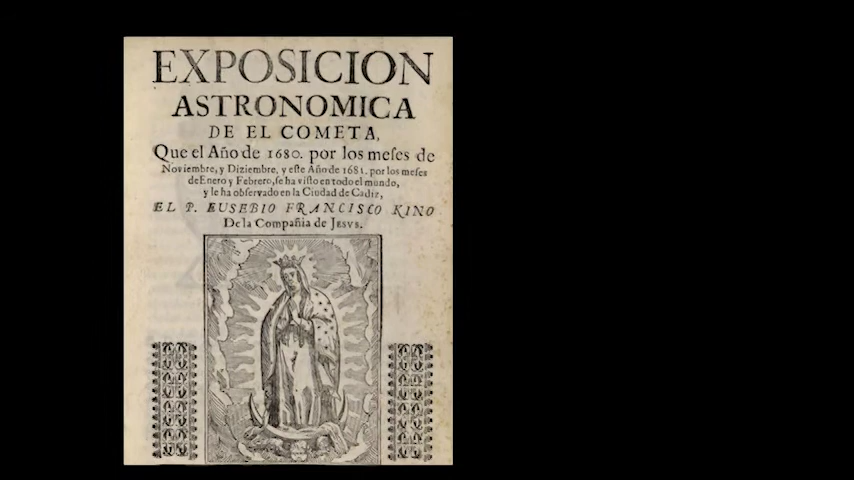 EXPOSICION
ASTRONOMICA
DE EL COMETA,
Que el Año de 1680. por los meses de
Noviembre, y Diziembre, y este Año de 1681. por los meses
de Enero y Febrero, se ha visto en todo el mundo,
y le ha observado en la Ciudad de Cadiz,
EL P. EUSEBIO FRANCISCO KINO
De la Compañia de JESVS.